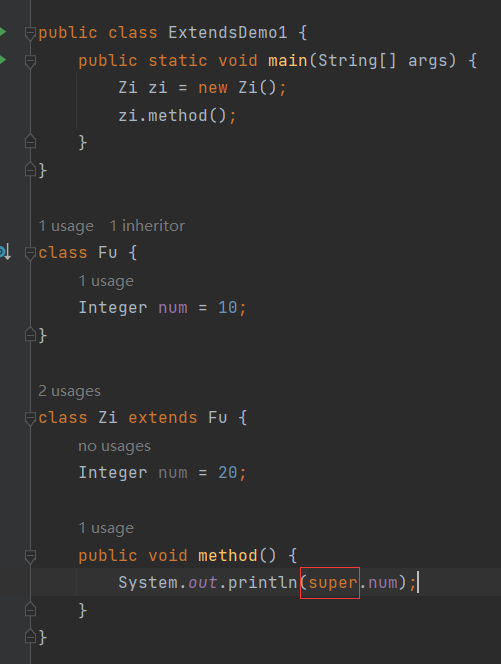 public class ExtendsDemo1 {
public static void main(String[] args) {
Zi zi = new Zi();
zi.method();
}
}
1 usage 1 inheritor
class Fu {
1 usage
Integer num = 10;
}
2 usages
class Zi extends Fu {
no usages
Integer num = 20;
1 usage
public void method() {
System.out.println(super.num);
}
}